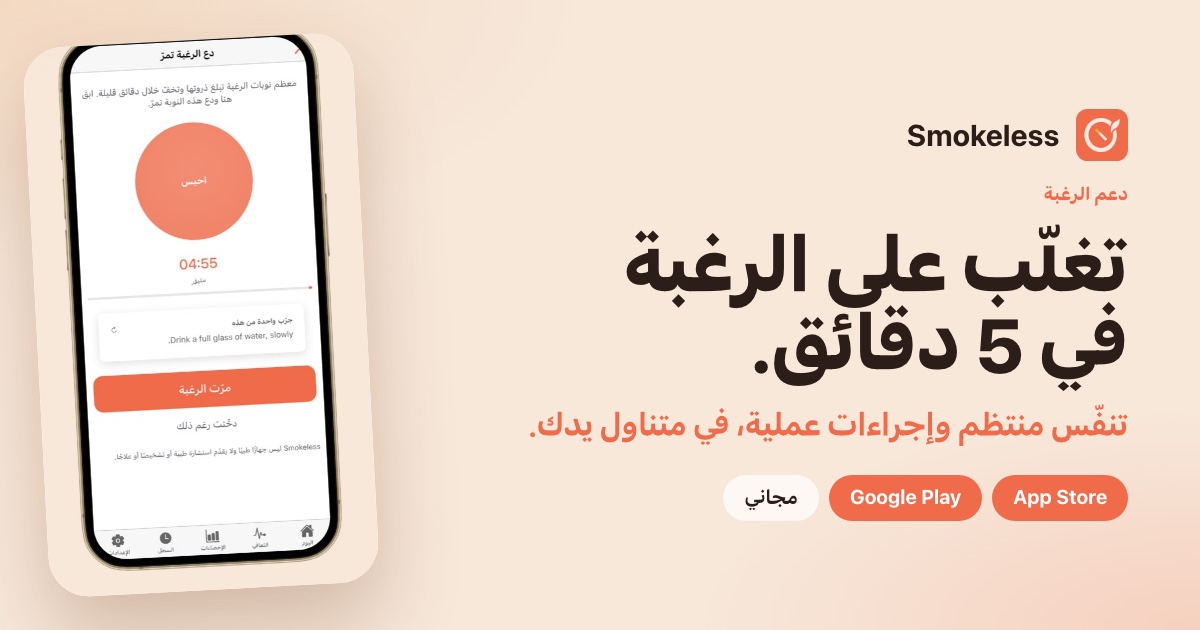 Smokeless
دعم الرغبة
تغلّب على الرغبة
في 5 دقائق.
تنفّس منتظم وإجراءات عملية، في متناول يدك.
App Store
Google Play
مجاني
دع الرغبة تمرّ
معظم نوبات الرغبة تبلغ ذروتها وتخفّ خلال دقائق قليلة. ابقَ
هنا ودع هذه النوبة تمرّ.
احبس
04:55
متبقٍ
جرّب واحدة من هذه
Drink a full glass of water, slowly.
مرّت الرغبة
دخّنت رغم ذلك
Smokeless ليس جهازًا طبيًا ولا يقدّم استشارة طبية أو تشخيصًا أو علاجًا.
اليوم
التعافي
الإحصاءات
السجل
الإعدادات